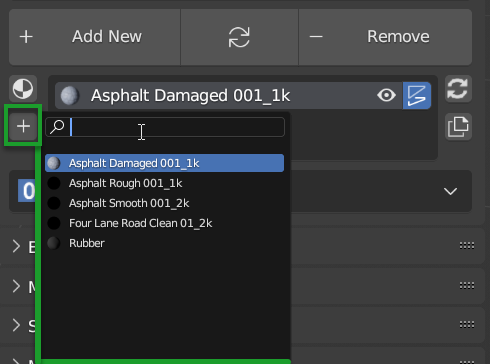 Add New
Remove
Asphalt Damaged 001_1k
Asphalt Damaged 001_1k
Asphalt Rough 001_1k
Asphalt Smooth 001_2k
Four Lane Road Clean 01_2k
Rubber